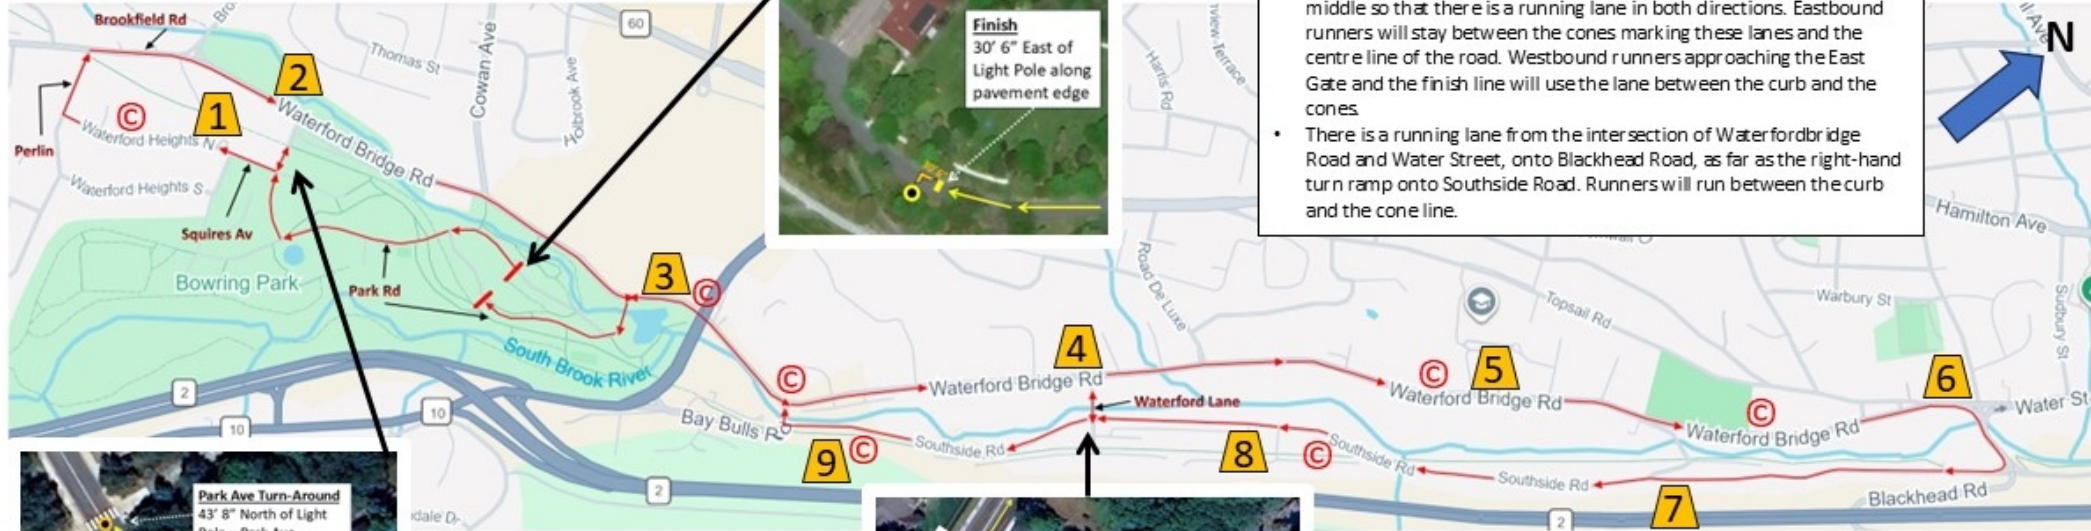 middle so that there is a running lane in both directions. Eastbound
runners will stay between the cones marking these lanes and the
centre line of the road. Westbound runners approaching the East
Gate and the finish line will use the lane between the curb and the
cones.
• There is a running lane from the intersection of Waterfordbridge
Road and Water Street, onto Blackhead Road, as far as the right-hand
turn ramp onto Southside Road. Runners will run between the curb
and the cone line.
N
Finish
30' 6" East of
Light Pole along
pavement edge
Brookfield Rd
60
Thomas St
Cowan Ave
Holbrook Ave
Harris Rd
Terrace
2
©
1
Waterford Bridge Rd
Waterford Heights N
Perlin
Waterford Heights S
Squires Av
Bowring Park
Park Rd
South Brook River
3
©
Road De Luxe
Hamilton Ave
Topsail Rd
Warbury St
Sudbury St
2
10
10
©
Waterford Bridge Rd
4
Waterford Lane
©
5
Waterford Bridge Rd
©
Waterford Bridge Rd
6
Water St
Bay Bulls Rd
9
©
Southside Rd
8
©
Southside Rd
Southside Rd
7
Blackhead Rd
2
2
Park Ave Turn-Around
43' 8" North of Light